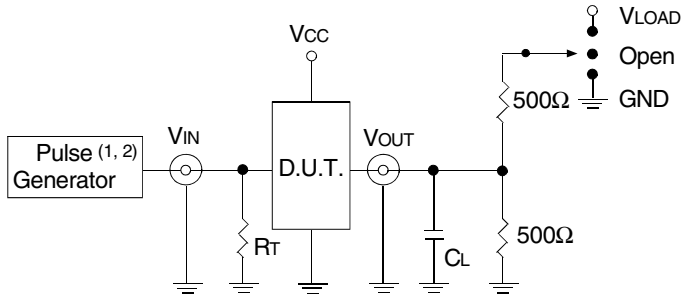 VLOAD
VCC
Open
500Ω
GND
Pulse (1, 2)
Generator
VIN
D.U.T.
VOUT
RT
CL
500Ω